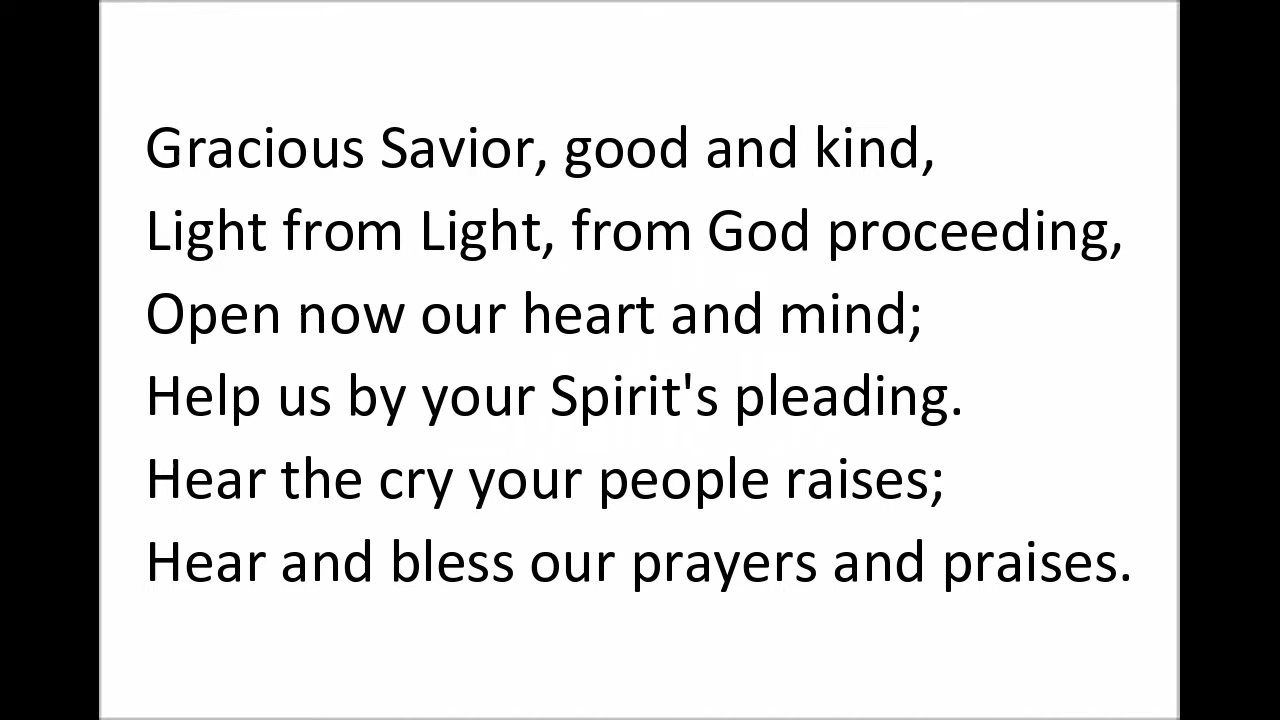 Gracious Savior, good and kind,
Light from Light, from God proceeding,
Open now our heart and mind;
Help us by your Spirit's pleading.
Hear the cry your people raises;
Hear and bless our prayers and praises.